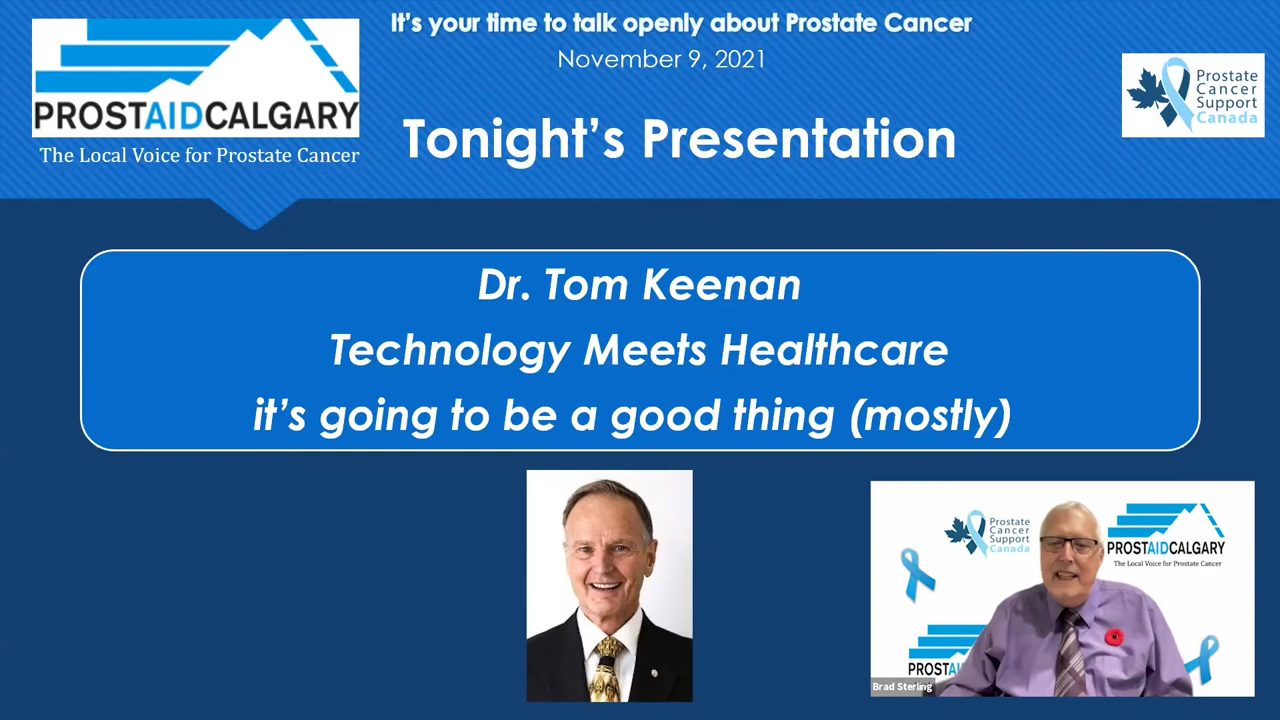 It's your time to talk openly about Prostate Cancer
November 9, 2021
PROSTAIDCALGARY
The Local Voice for Prostate Cancer
Tonight's Presentation
Prostate
Cancer
Support
Canada
Dr. Tom Keenan
Technology Meets Healthcare
it's going to be a good thing (mostly)
Prostate
Cancer
Support
Canada
PROSTAIDCALGARY
The Local Voice for Prostate Cancer
PROSTAID
Brad Sterling